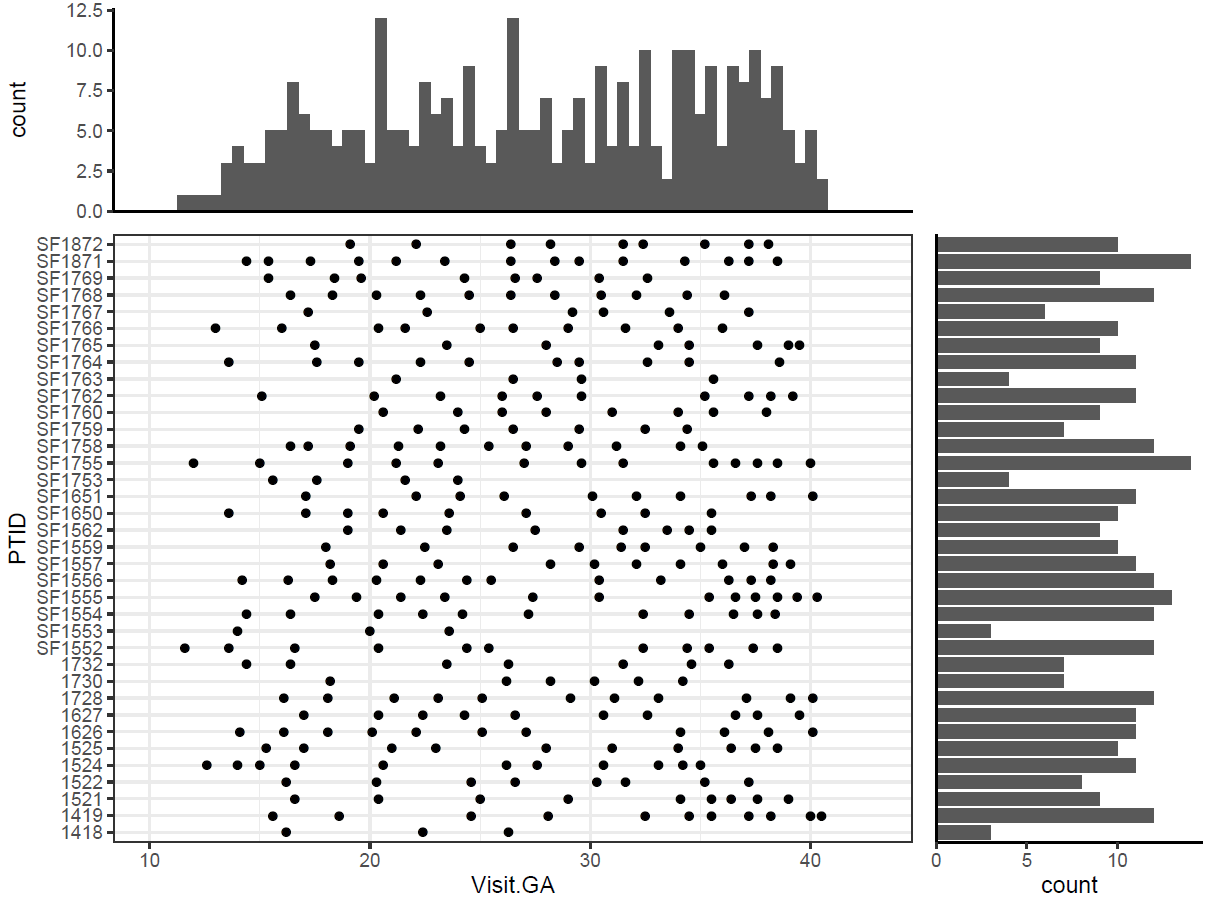 12.5
10.0
7.5
5.0
2.5
0.0
count
SF1872
SF1871
SF1769
SF1768
SF1767
SF1766
SF1765
SF1764
SF1763
SF1762
SF1760
SF1759
SF1758
SF1755
SF1753
SF1651
SF1650
SF1562
SF1559
SF1557
SF1556
SF1555
SF1554
SF1553
SF1552
1732
1730
1728
1627
1626
1525
1524
1522
1521
1419
1418
PTID
10 20 30 40
Visit.GA
0 5 10
count